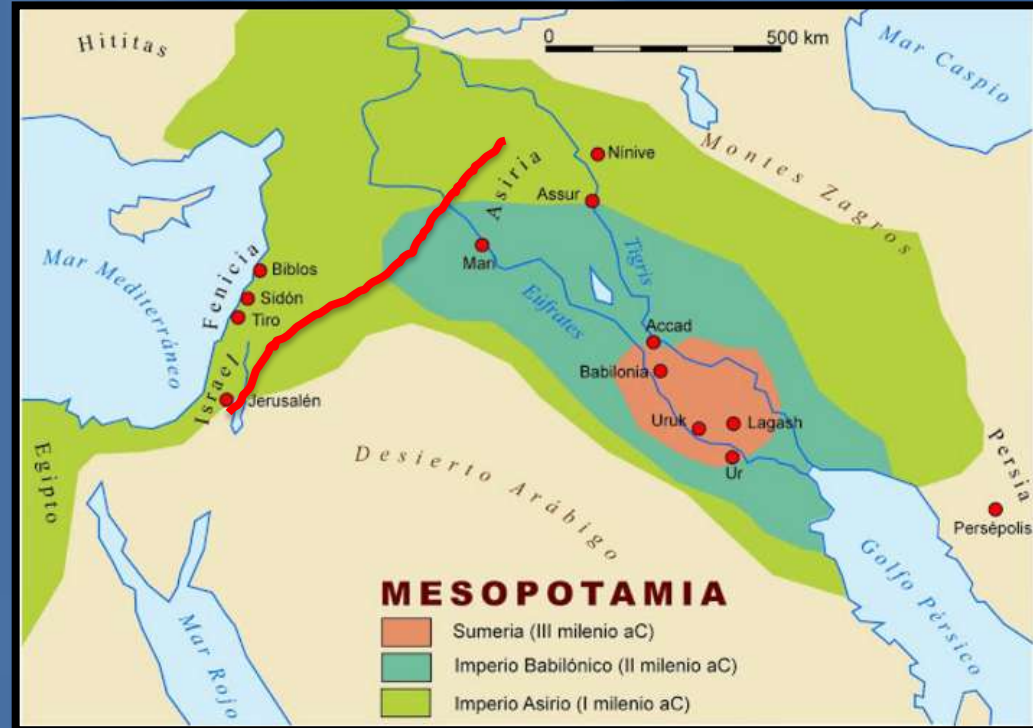 Hititas
0 500 km
Mar Caspio
Montes Zagros
Nínive
Asiria
Assur
Mari
Tigris
Eúfrates
Mar Mediterráneo
Fenicia
Biblos
Sidón
Tiro
Israel
Jerusalén
Accad
Babilonia
Uruk
Lagash
Ur
Egipto
Desierto Arábigo
Persia
Persépolis
Golfo Pérsico
Mar Rojo
MESOPOTAMIA
Sumeria (III milenio aC)
Imperio Babilónico (II milenio aC)
Imperio Asirio (I milenio aC)